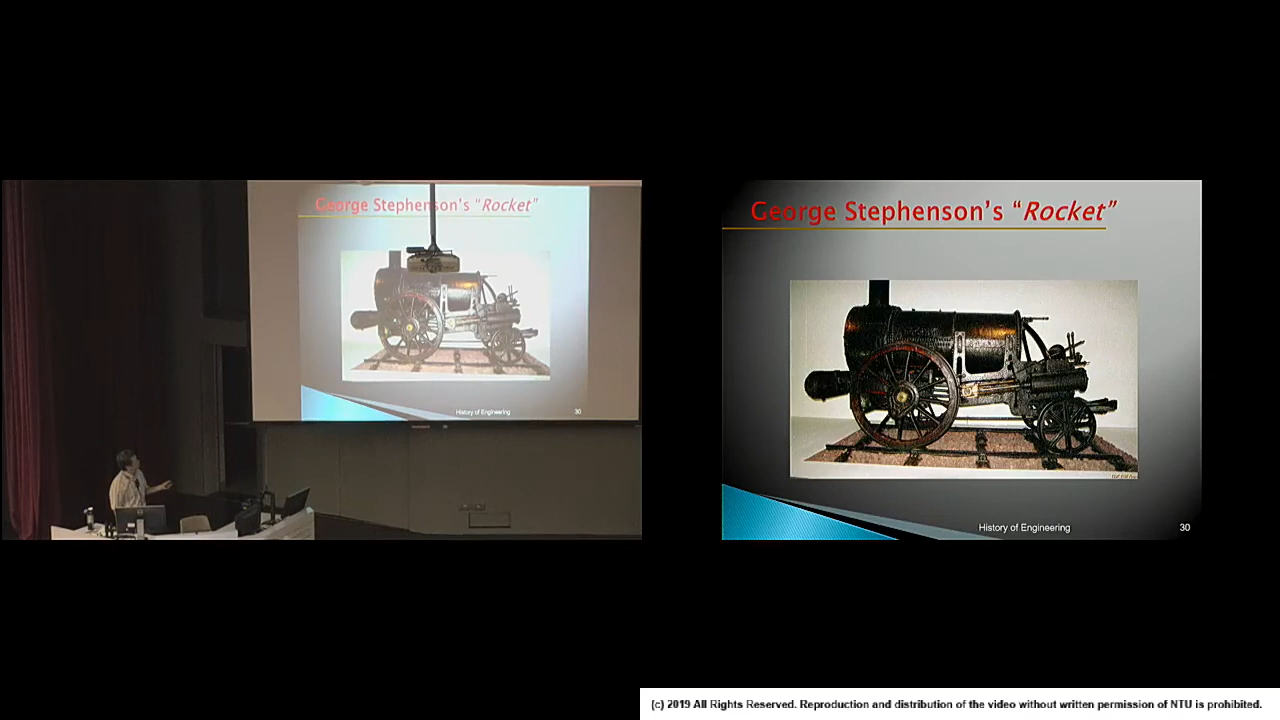 George Stephenson's "Rocket"
History of Engineering
30
George Stephenson's "Rocket"
History of Engineering
30
(c) 2019 All Rights Reserved. Reproduction and distribution of the video without written permission of NTU is prohibited.